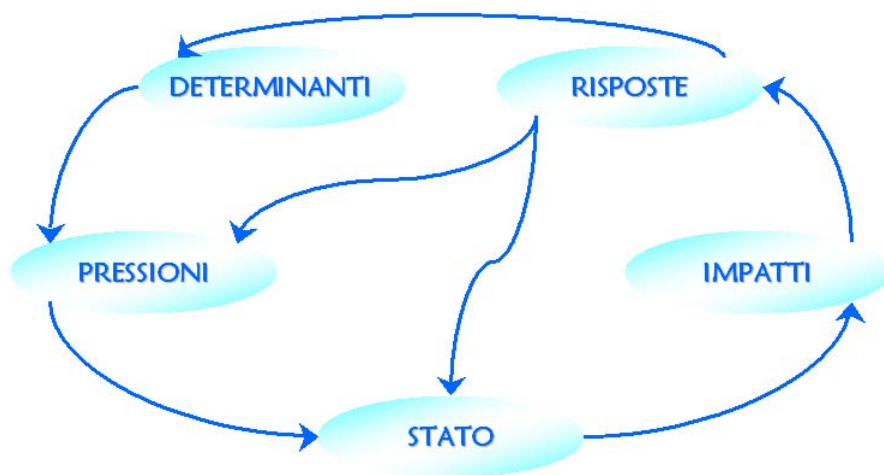 DETERMINANTI
RISPOSTE
PRESSIONI
IMPATTI
STATO